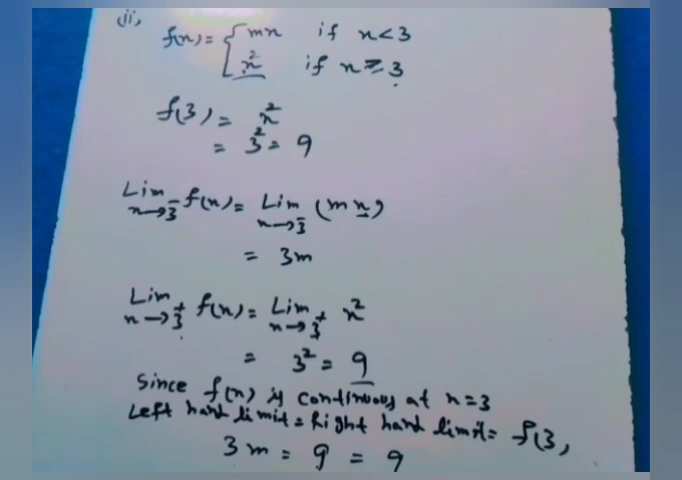 (ii,
f(x) = { mx if x < 3
x² if x ≥ 3
f(3) = x²
= 3² = 9
Lim x→3⁻ f(x) = Lim x→3⁻ (mx)
= 3m
Lim x→3⁺ f(x) = Lim x→3⁺ x²
= 3² = 9
Since f(x) is continuous at x = 3
Left hand limit = Right hand limit = f(3,
3m = 9 = 9